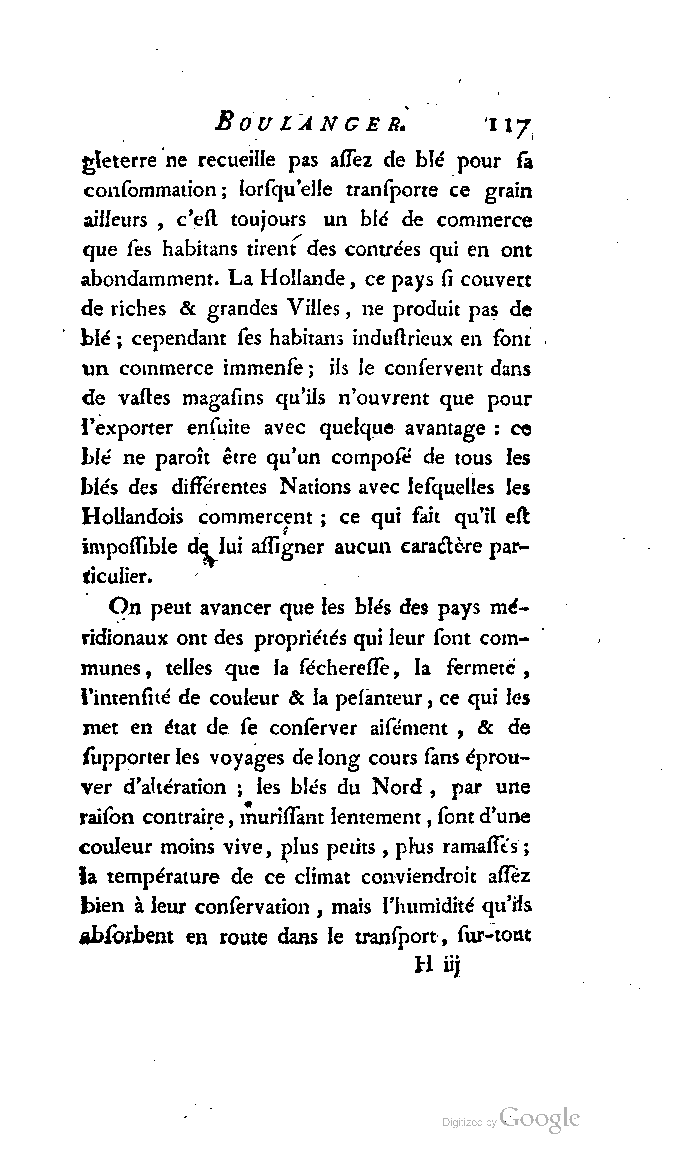 BOULANGER. 117
gleterre ne recueille pas aſſez de blé pour ſa
conſommation; lorſqu'elle tranſporte ce grain
ailleurs , c'eſt toujours un blé de commerce
que ſes habitans tirent des contrées qui en ont
abondamment. La Hollande, ce pays ſi couvert
de riches & grandes Villes, ne produit pas de
blé; cependant ſes habitans induſtrieux en font
un commerce immenſe; ils le conſervent dans
de vaſtes magaſins qu'ils n'ouvrent que pour
l'exporter enſuite avec quelque avantage : ce
blé ne paroît être qu'un compoſé de tous les
blés des différentes Nations avec leſquelles les
Hollandois commercent ; ce qui fait qu'il eſt
impoſſible de lui aſſigner aucun caractère par-
ticulier.
On peut avancer que les blés des pays mé-
ridionaux ont des propriétés qui leur ſont com-
munes, telles que la ſéchereſſe, la fermeté ,
l'intenſité de couleur & la peſanteur, ce qui les
met en état de ſe conſerver aiſément , & de
ſupporter les voyages de long cours ſans éprou-
ver d'altération ; les blés du Nord , par une
raiſon contraire, muriſſant lentement, ſont d'une
couleur moins vive, plus petits , plus ramaſſés;
la température de ce climat conviendroit aſſez
bien à leur conſervation , mais l'humidité qu'ils
abſorbent en route dans le tranſport, ſur-tout
H iij
Digitized by Google